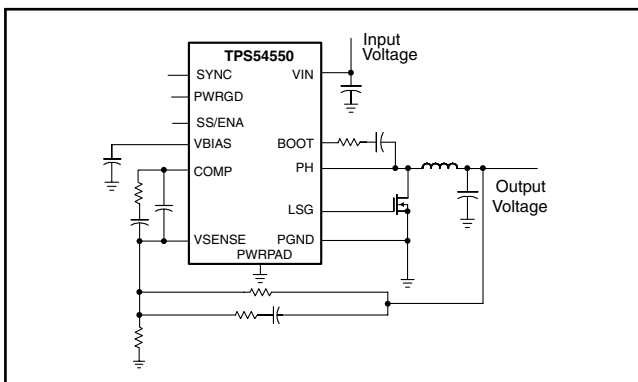 Input
Voltage
TPS54550
SYNC
VIN
PWRGD
SS/ENA
VBIAS
BOOT
COMP
PH
LSG
Output
Voltage
VSENSE
PGND
PWRPAD